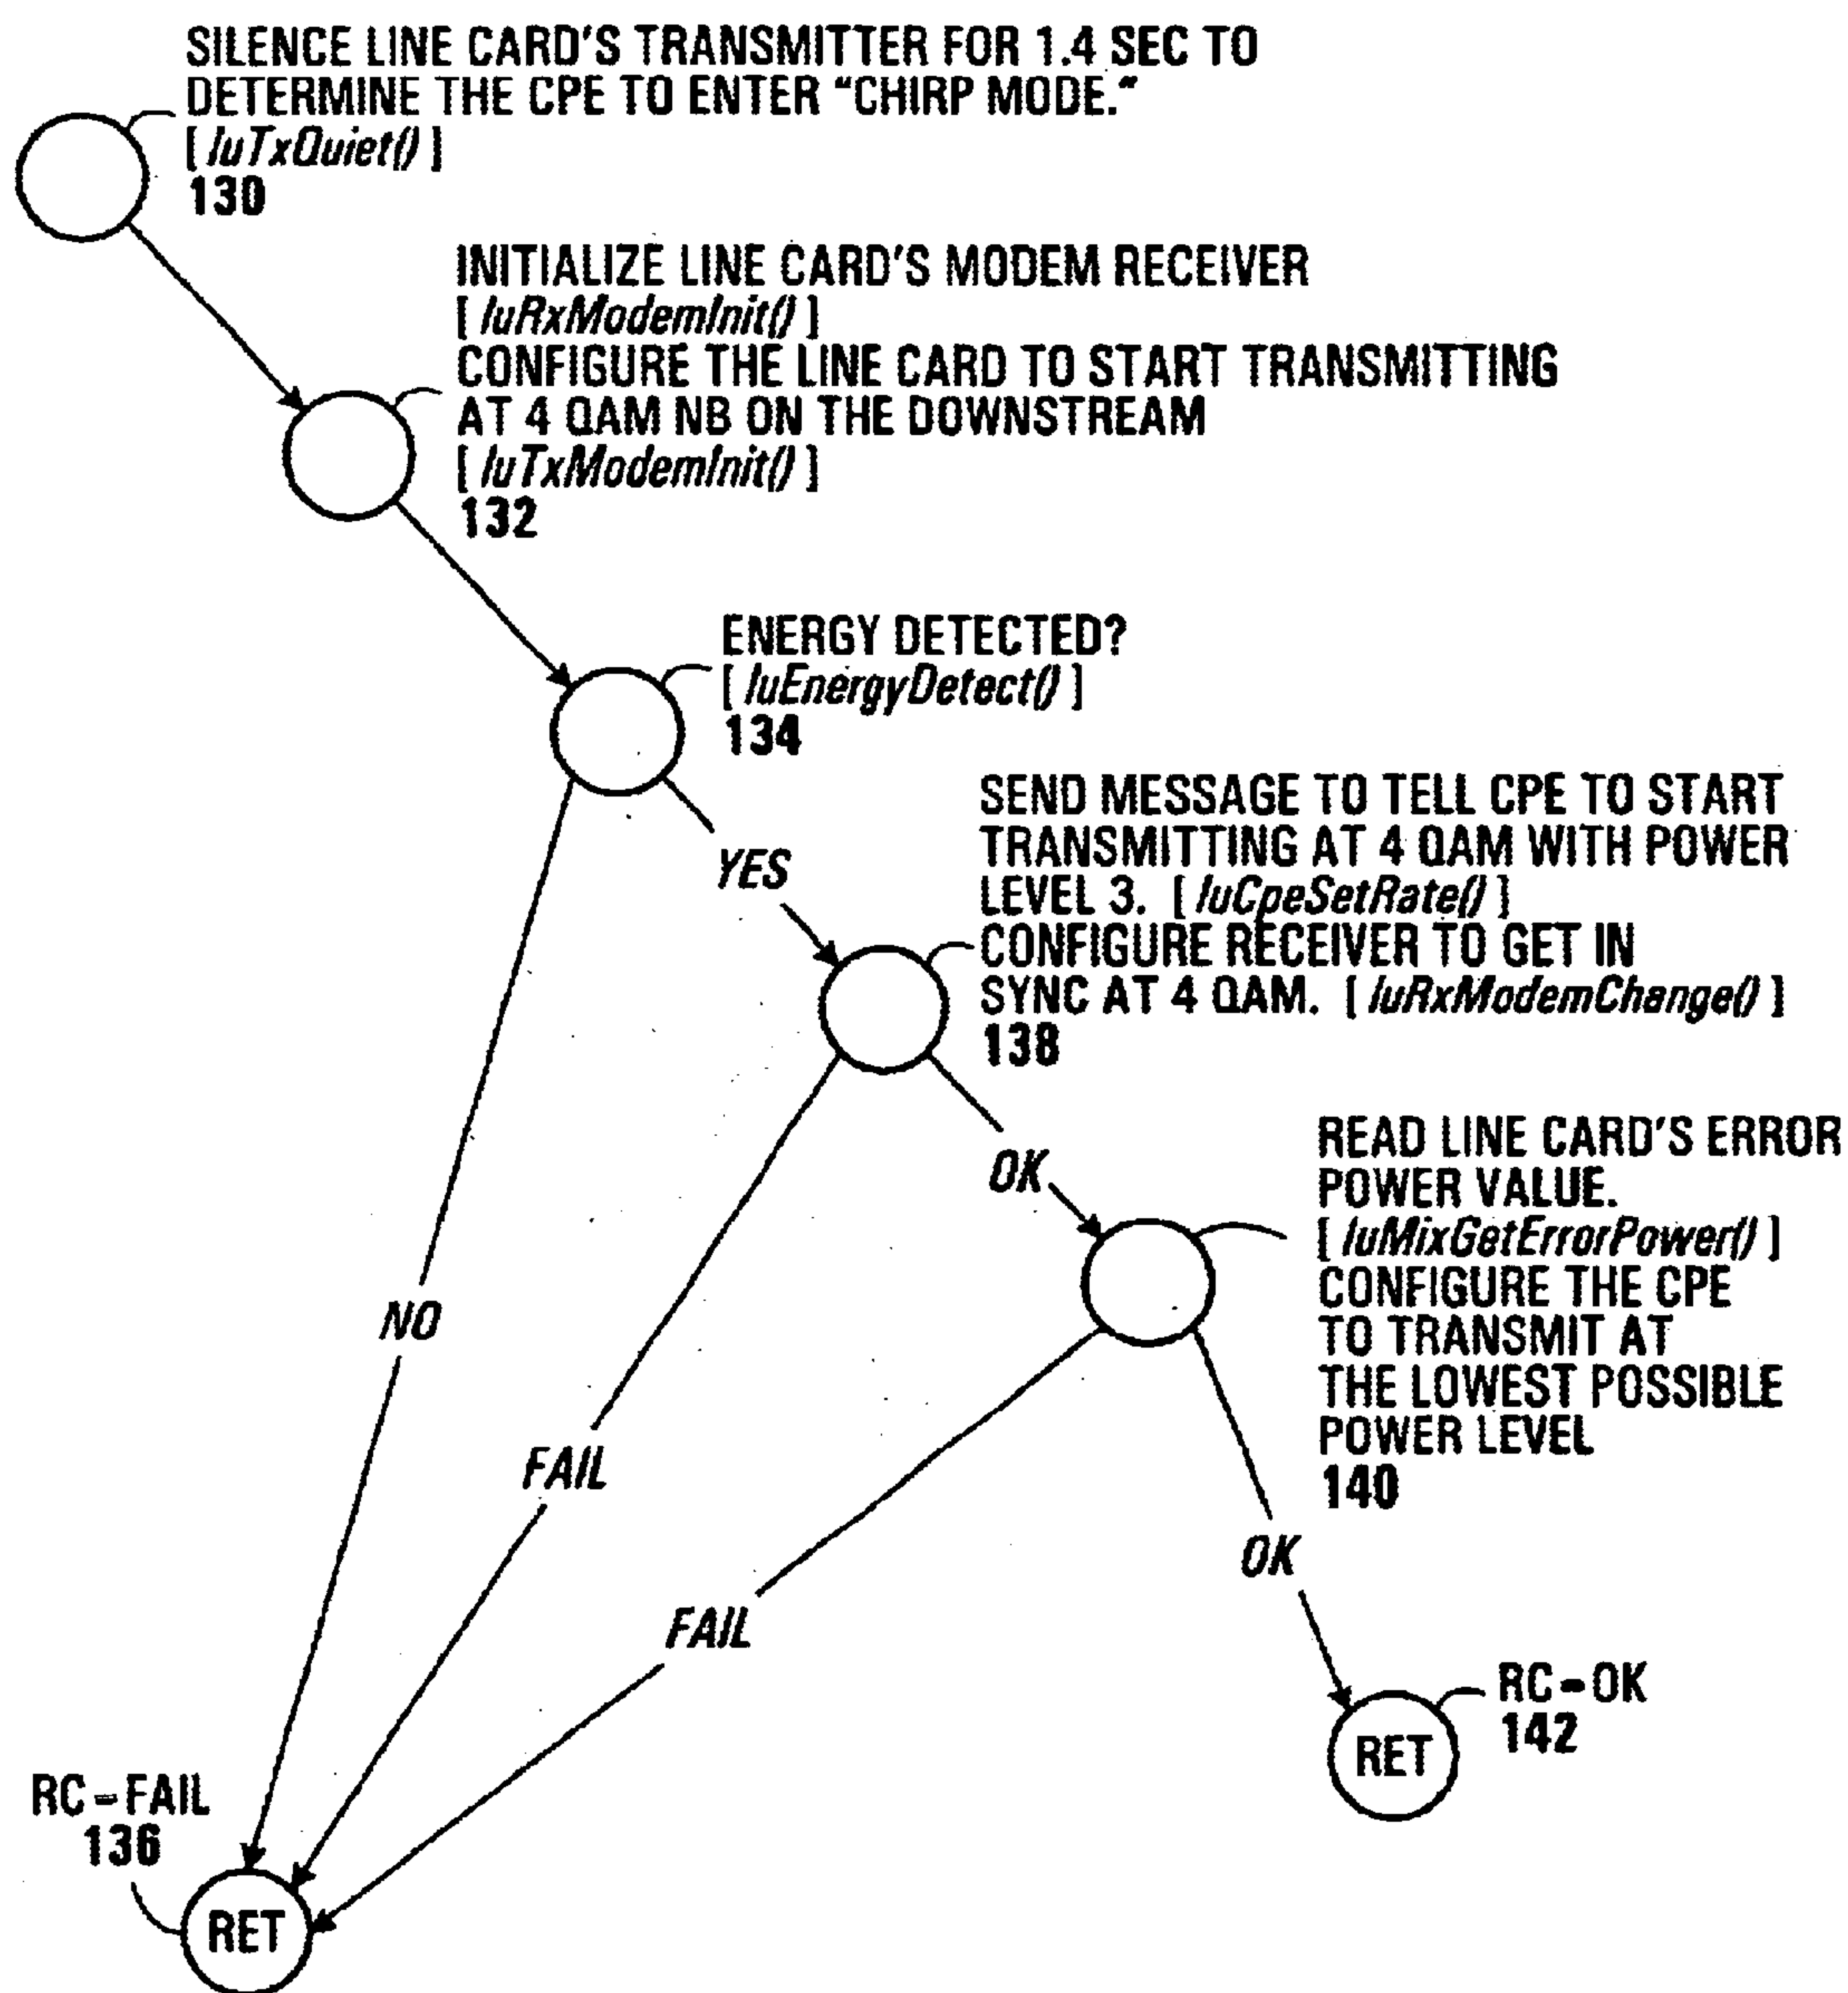 SILENCE LINE CARD'S TRANSMITTER FOR 1.4 SEC TO
DETERMINE THE CPE TO ENTER "CHIRP MODE."
[ luTxQuiet() ]
130
INITIALIZE LINE CARD'S MODEM RECEIVER
[ luRxModemInit() ]
CONFIGURE THE LINE CARD TO START TRANSMITTING
AT 4 QAM NB ON THE DOWNSTREAM
[ luTxModemInit() ]
132
ENERGY DETECTED?
[ luEnergyDetect() ]
134
YES
SEND MESSAGE TO TELL CPE TO START
TRANSMITTING AT 4 QAM WITH POWER
LEVEL 3. [ luCpeSetRate() ]
CONFIGURE RECEIVER TO GET IN
SYNC AT 4 QAM. [ luRxModemChange() ]
138
OK
READ LINE CARD'S ERROR
POWER VALUE.
[ luMixGetErrorPower() ]
CONFIGURE THE CPE
TO TRANSMIT AT
THE LOWEST POSSIBLE
POWER LEVEL
140
NO
FAIL
OK
FAIL
RC=OK
142
RET
RC=FAIL
136
RET